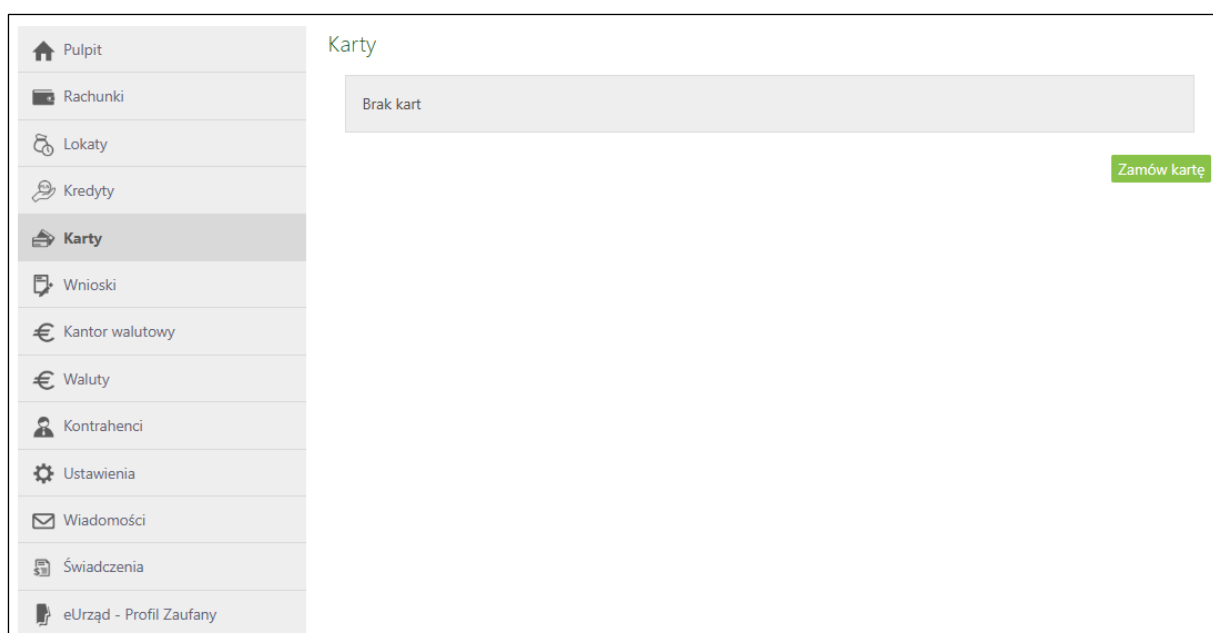 Pulpit
Rachunki
Lokaty
Kredyty
Karty
Wnioski
Kantor walutowy
Waluty
Kontrahenci
Ustawienia
Wiadomości
Świadczenia
eUrząd - Profil Zaufany
Karty
Brak kart
Zamów kartę